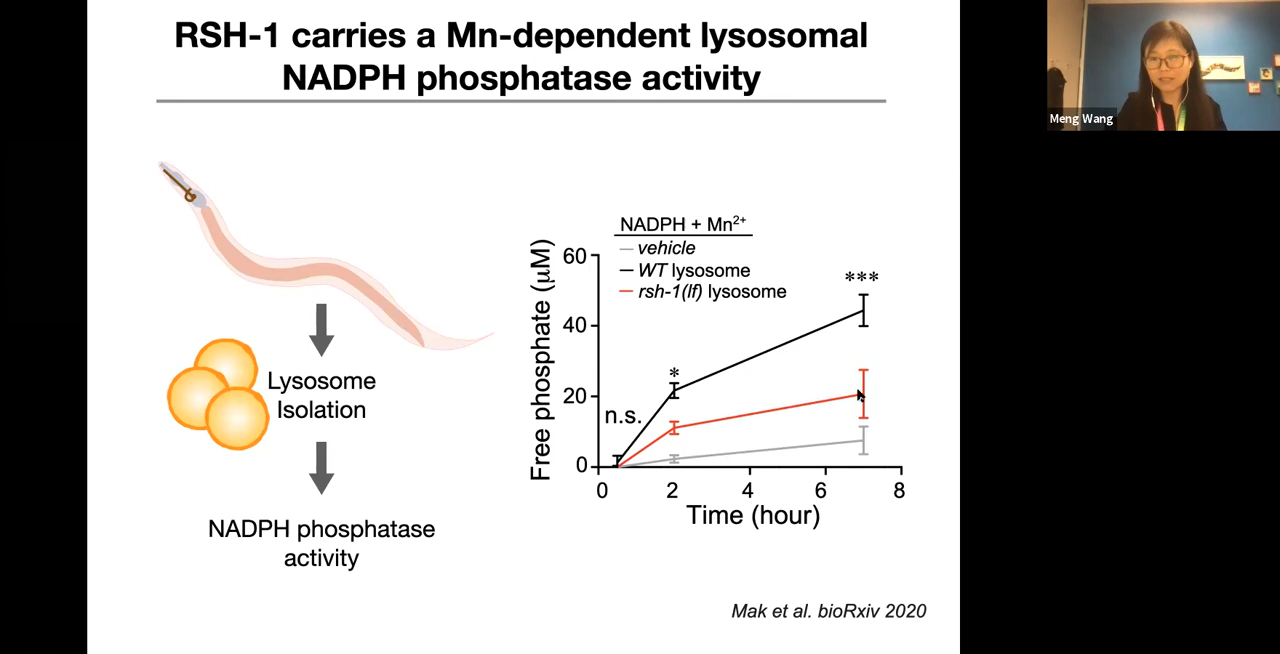 RSH-1 carries a Mn-dependent lysosomal
NADPH phosphatase activity
Meng Wang
Lysosome
Isolation
NADPH phosphatase
activity
NADPH + Mn²⁺
vehicle
WT lysosome
rsh-1(lf) lysosome
Free phosphate (μM)
60
40
20
0
n.s.
*
***
0 2 4 6 8
Time (hour)
Mak et al. bioRxiv 2020